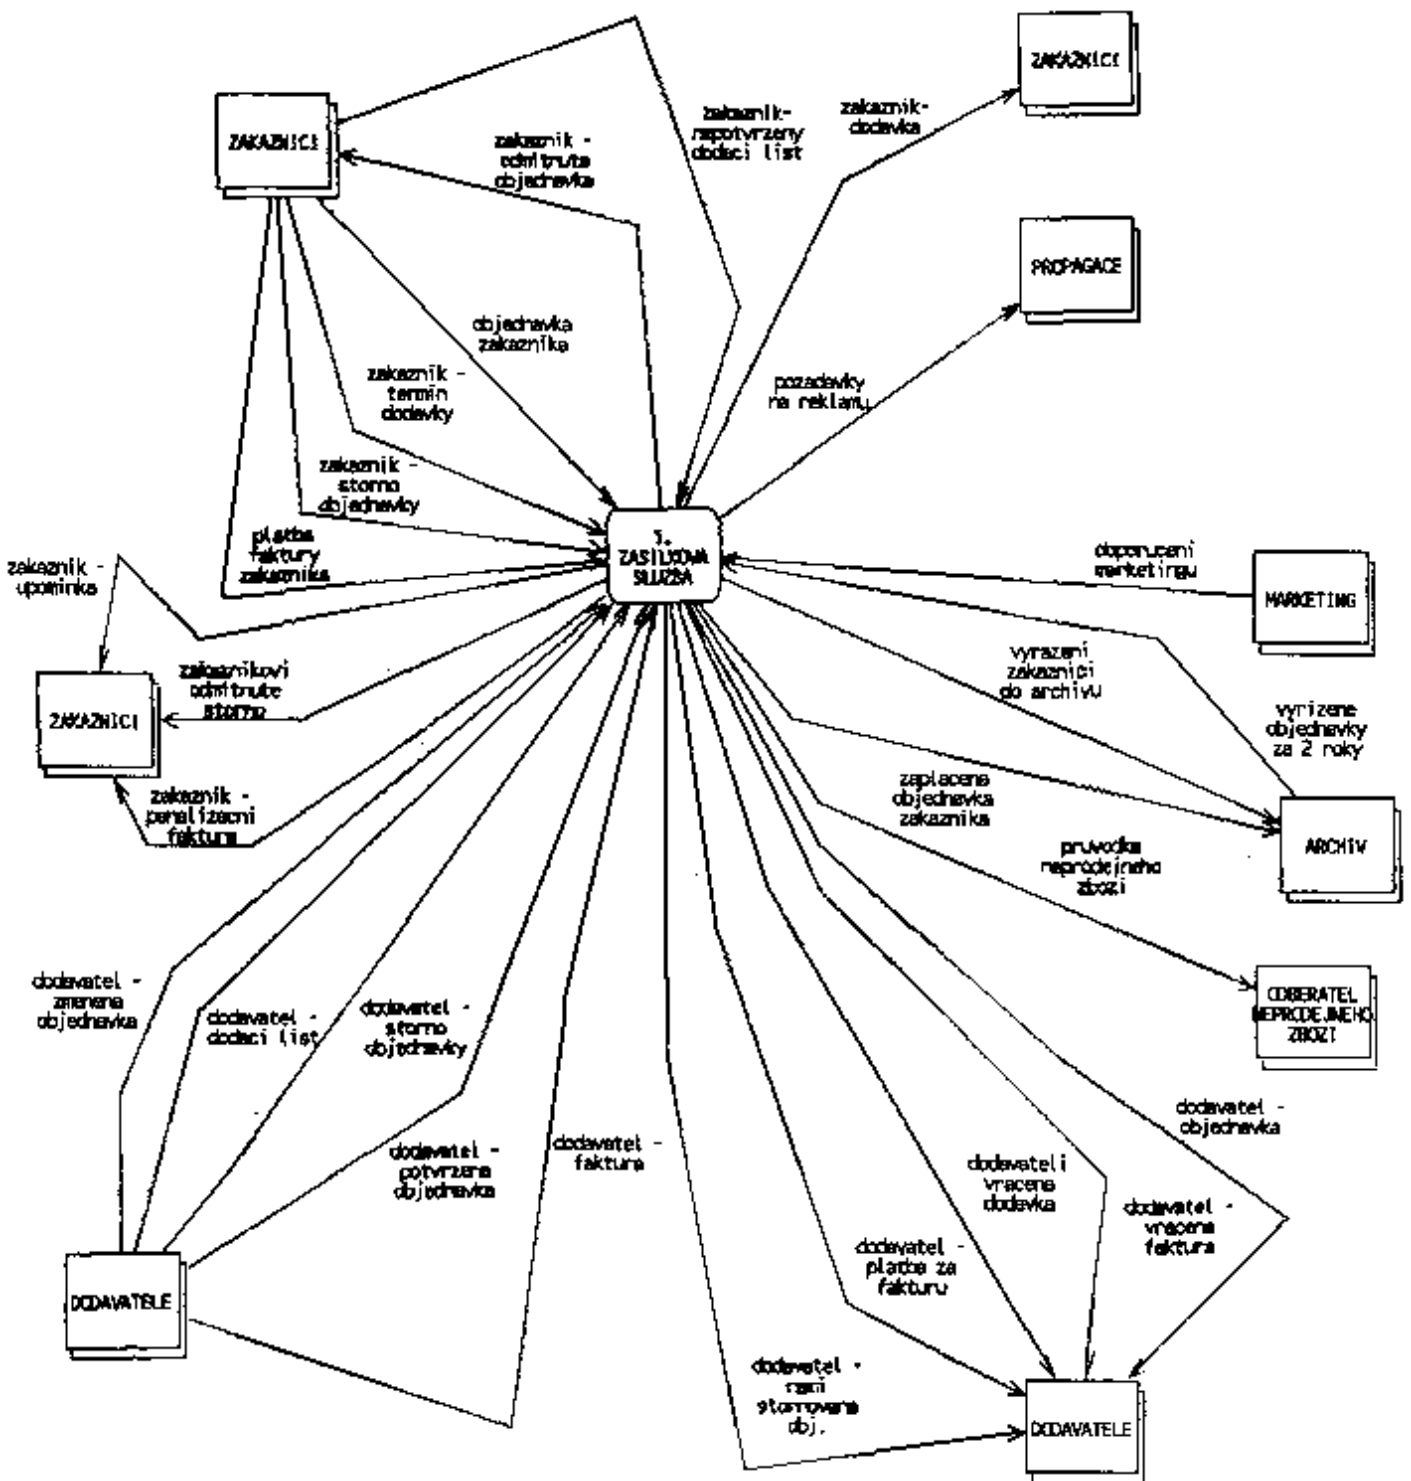 ZAKAZNICI
zakaznik-
nepotvrzeny
dodaci list
zakaznik-
dodavka
ZAKAZNICI
zakaznik -
odmitnuta
objednavka
PROPAGACE
objednavka
zakaznika
pozadavky
na reklamu
zakaznik -
termin
dodavky
zakaznik -
storno
objednavky
platba
faktury
zakaznika
1.
ZASILKOVA
SLUZBA
doporuceni
marketingu
MARKETING
zakaznik -
upominka
zakaznikovi
odmitnute
storno
ZAKAZNICI
vyrazeni
zakaznici
do archivu
vyrizene
objednavky
za 2 roky
zakaznik -
penalizacni
faktura
zaplacena
objednavka
zakaznika
ARCHIV
pruvodka
neprodejneho
zbozi
ODBERATEL
NEPRODEJNEHO
ZBOZI
dodavatel -
zmenena
objednavka
dodavatel -
dodaci list
dodavatel -
storno
objednavky
dodavatel -
potvrzena
objednavka
dodavatel -
faktura
dodavatel -
objednavka
dodavateli
vracena
dodavka
dodavatel -
vracena
faktura
dodavatel -
platba za
fakturu
DODAVATELE
dodavatel -
stornovana
obj.
DODAVATELE